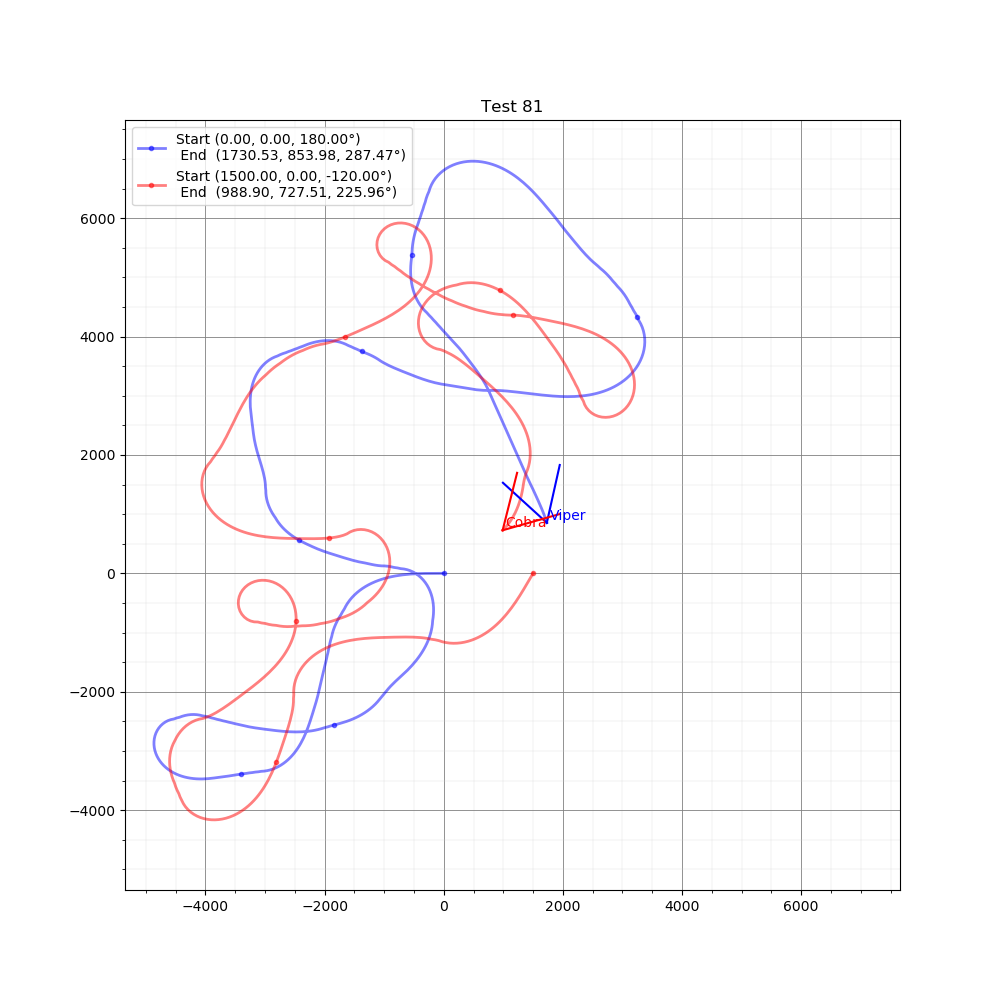 Test 81
Start (0.00, 0.00, 180.00°)
End (1730.53, 853.98, 287.47°)
Start (1500.00, 0.00, -120.00°)
End (988.90, 727.51, 225.96°)
6000
4000
2000
0
−2000
−4000
Viper
Cobra
−4000 −2000 0 2000 4000 6000